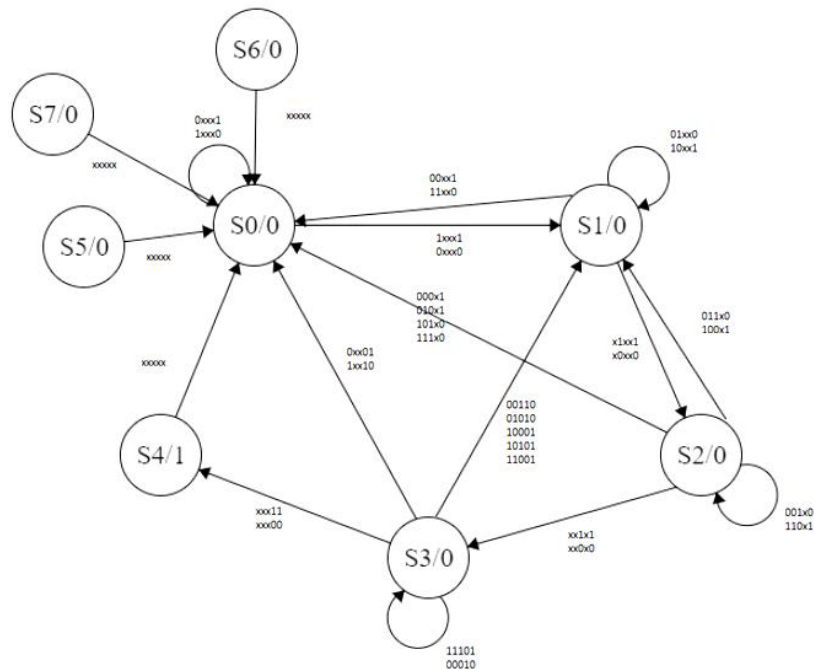 S6/0
S7/0
0xxx1
1xxx0
xxxxx
xxxxx
01xx0
10xx1
00xx1
11xx0
S0/0
S1/0
S5/0
1xxx1
0xxx0
xxxxx
000x1
010x1
101x0
111x0
011x0
100x1
x1xx1
x0xx0
0xx01
1xx10
xxxxx
00110
01010
10001
10101
11001
S4/1
S2/0
xxx11
xxx00
xx1x1
xx0x0
001x0
110x1
S3/0
11101
00010